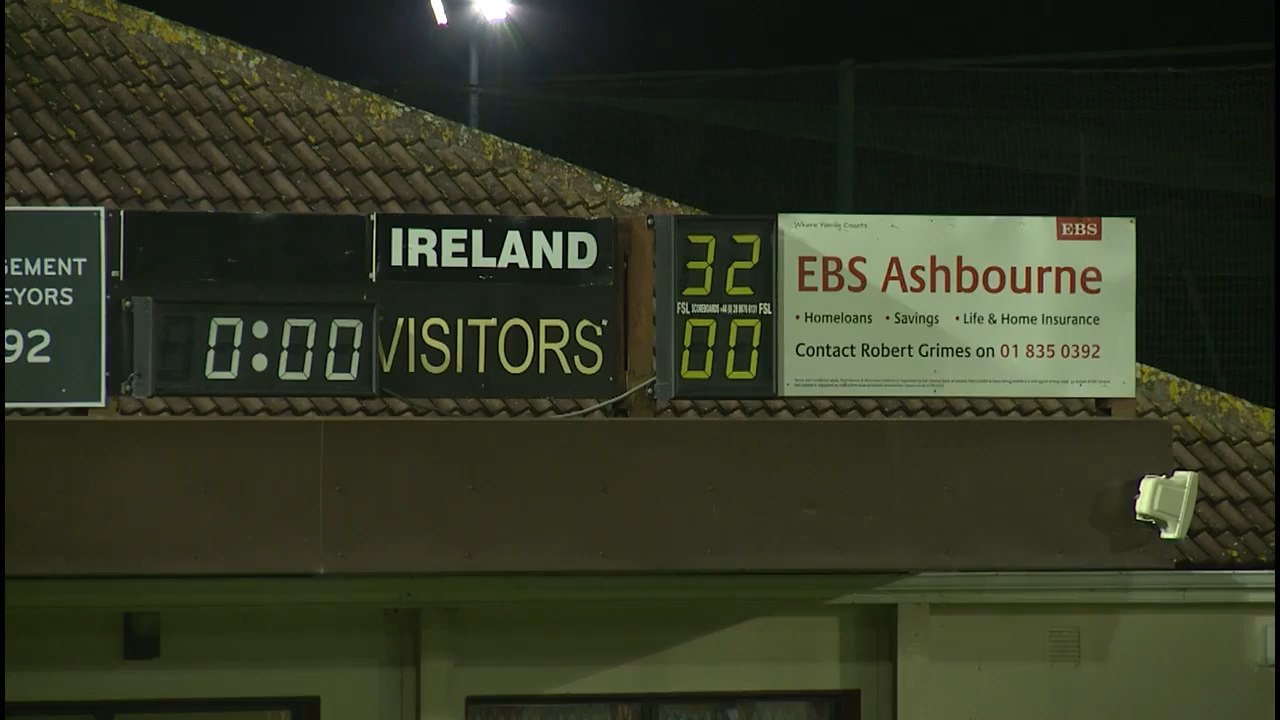 GEMENT
EYORS
92
IRELAND
0:00
VISITORS
32
FSL SCOREBOARDS FSL
00
Where Family Counts
EBS
EBS Ashbourne
• Homeloans • Savings • Life & Home Insurance
Contact Robert Grimes on 01 835 0392